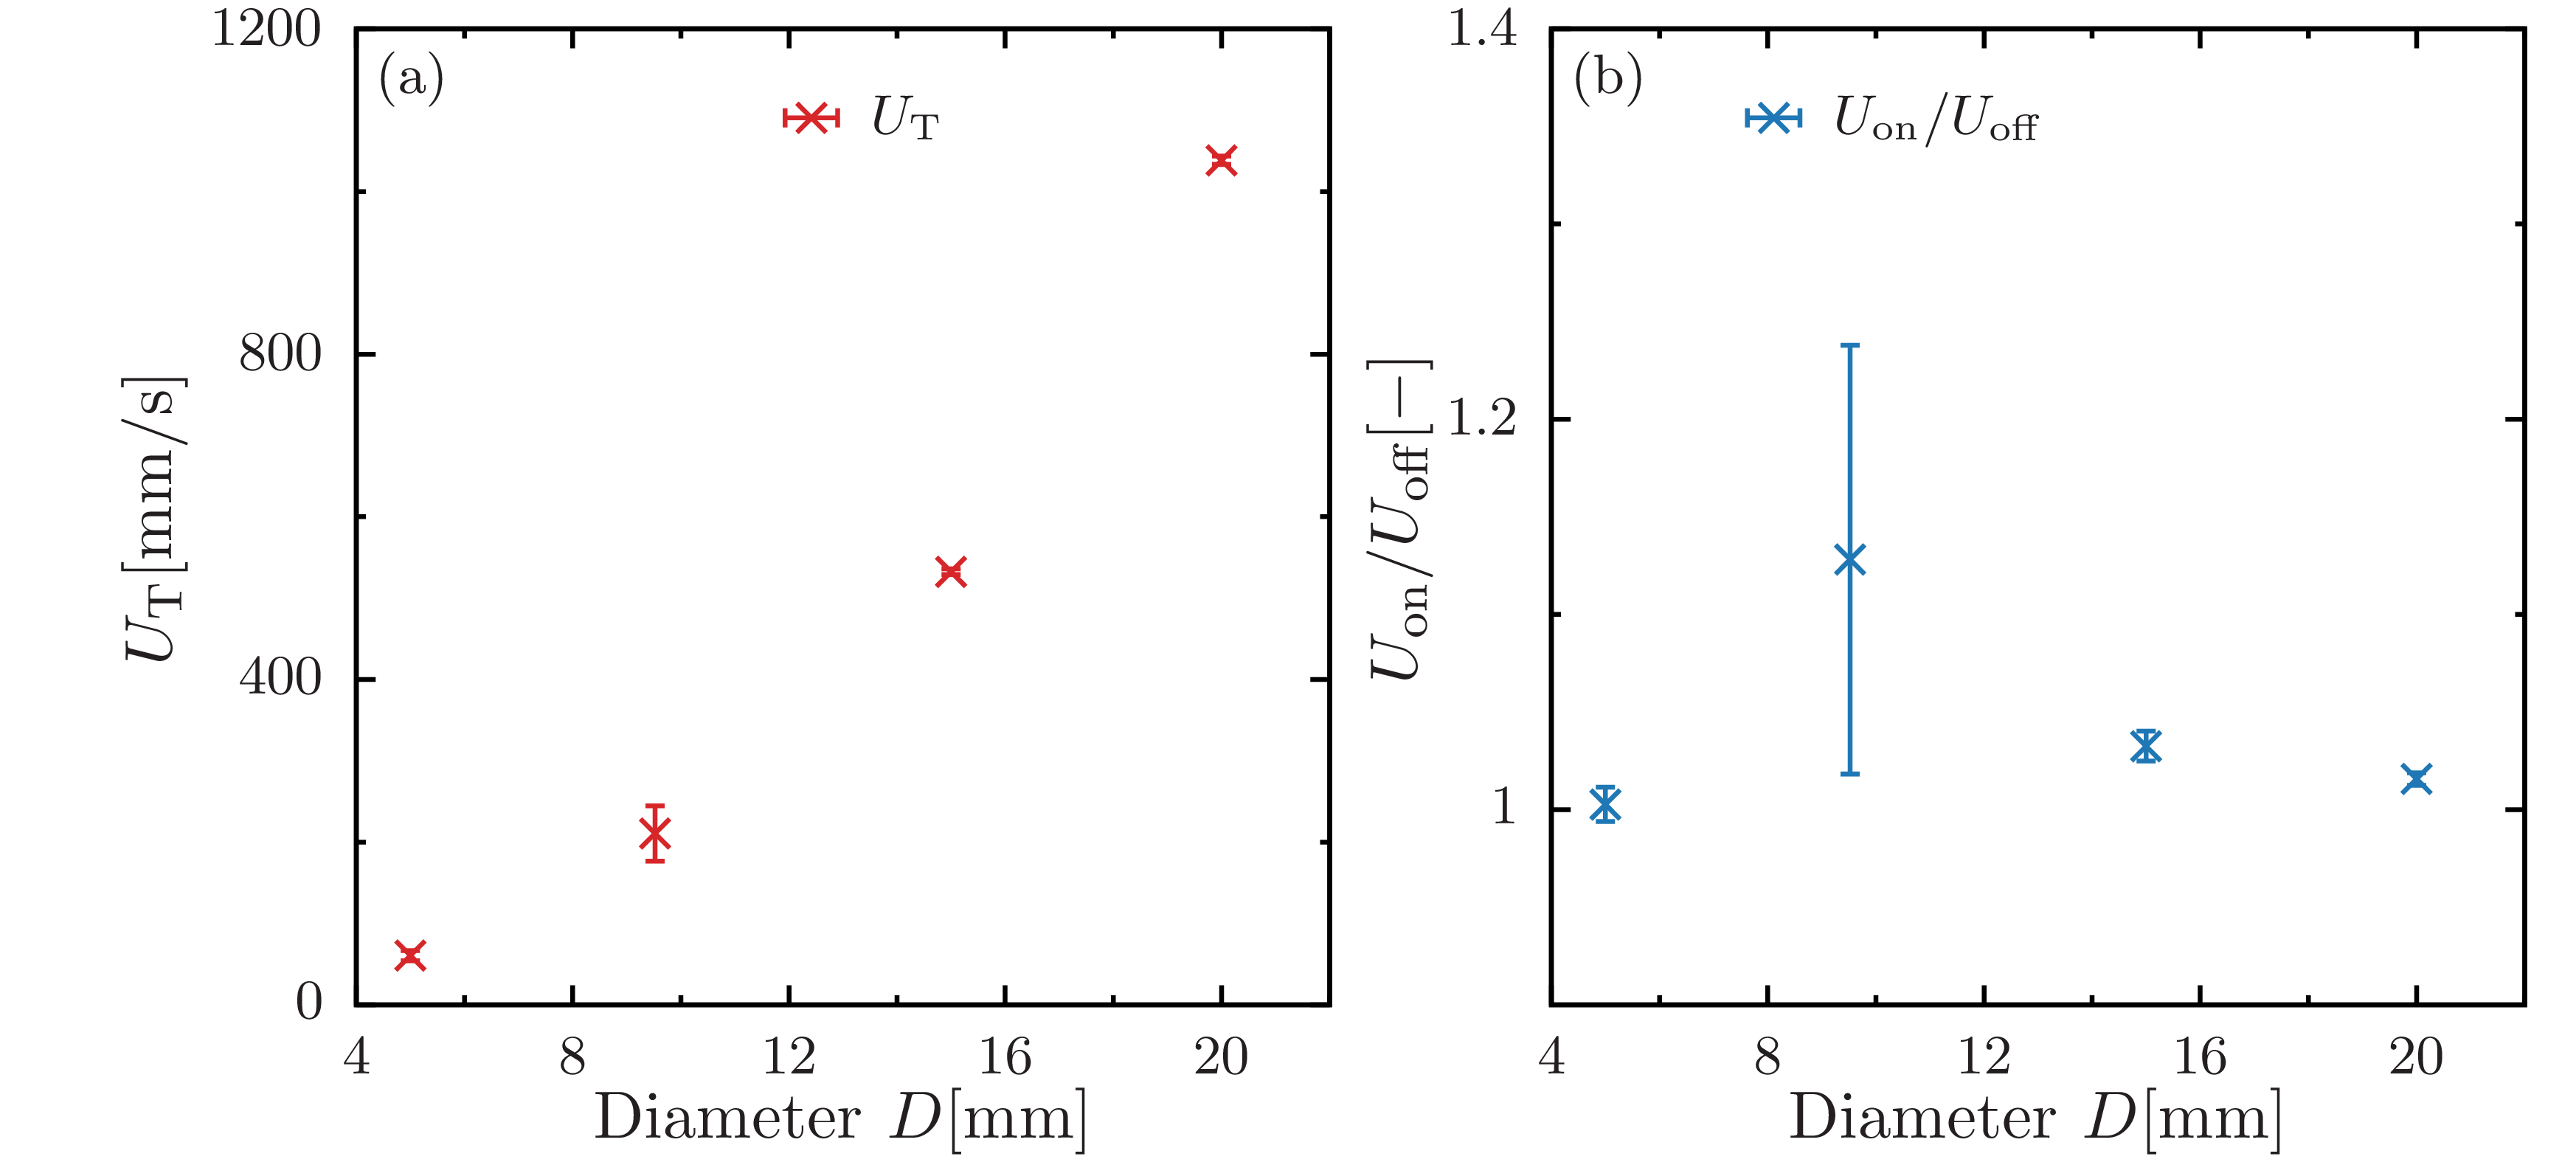 (a)
U_T
1200
800
400
0
U_T[mm/s]
4 8 12 16 20
Diameter D[mm]
(b)
U_on/U_off
1.4
1.2
1
U_on/U_off[−]
4 8 12 16 20
Diameter D[mm]